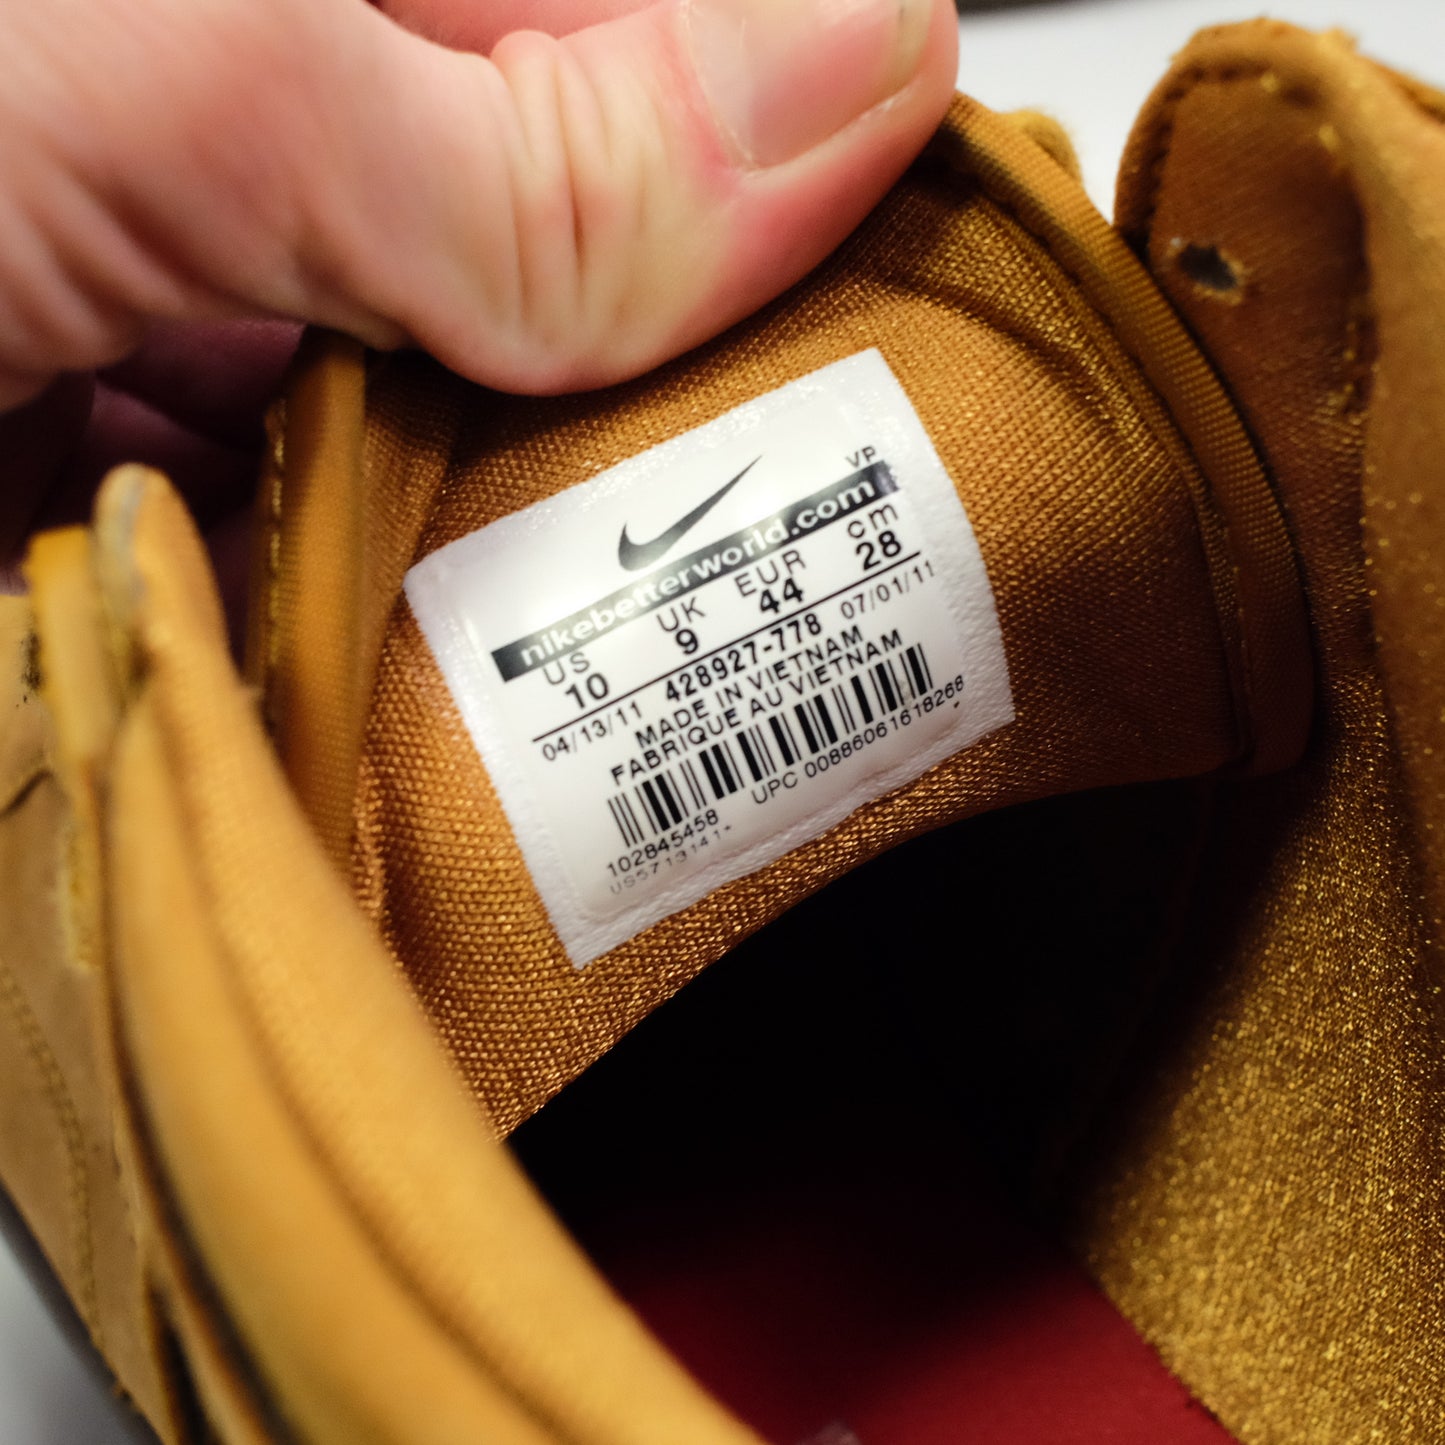 VP
nikebetterworld.com
US UK EUR cm
10 9 44 28
04/13/11 428927-778 07/01/11
MADE IN VIETNAM
FABRIQUE AU VIETNAM
102845458 UPC 00886061618268
US5713141-